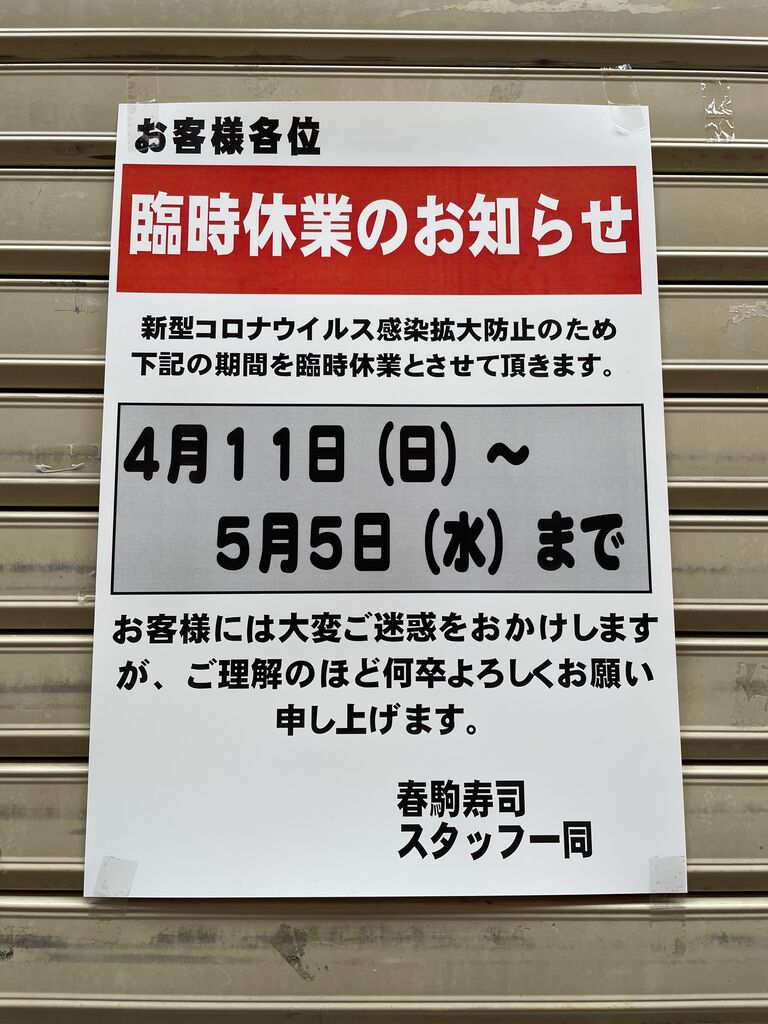 お客様各位
臨時休業のお知らせ
新型コロナウイルス感染拡大防止のため
下記の期間を臨時休業とさせて頂きます。
4月11日(日)～
5月5日(水)まで
お客様には大変ご迷惑をおかけします
が、ご理解のほど何卒よろしくお願い
申し上げます。
春駒寿司
スタッフ一同